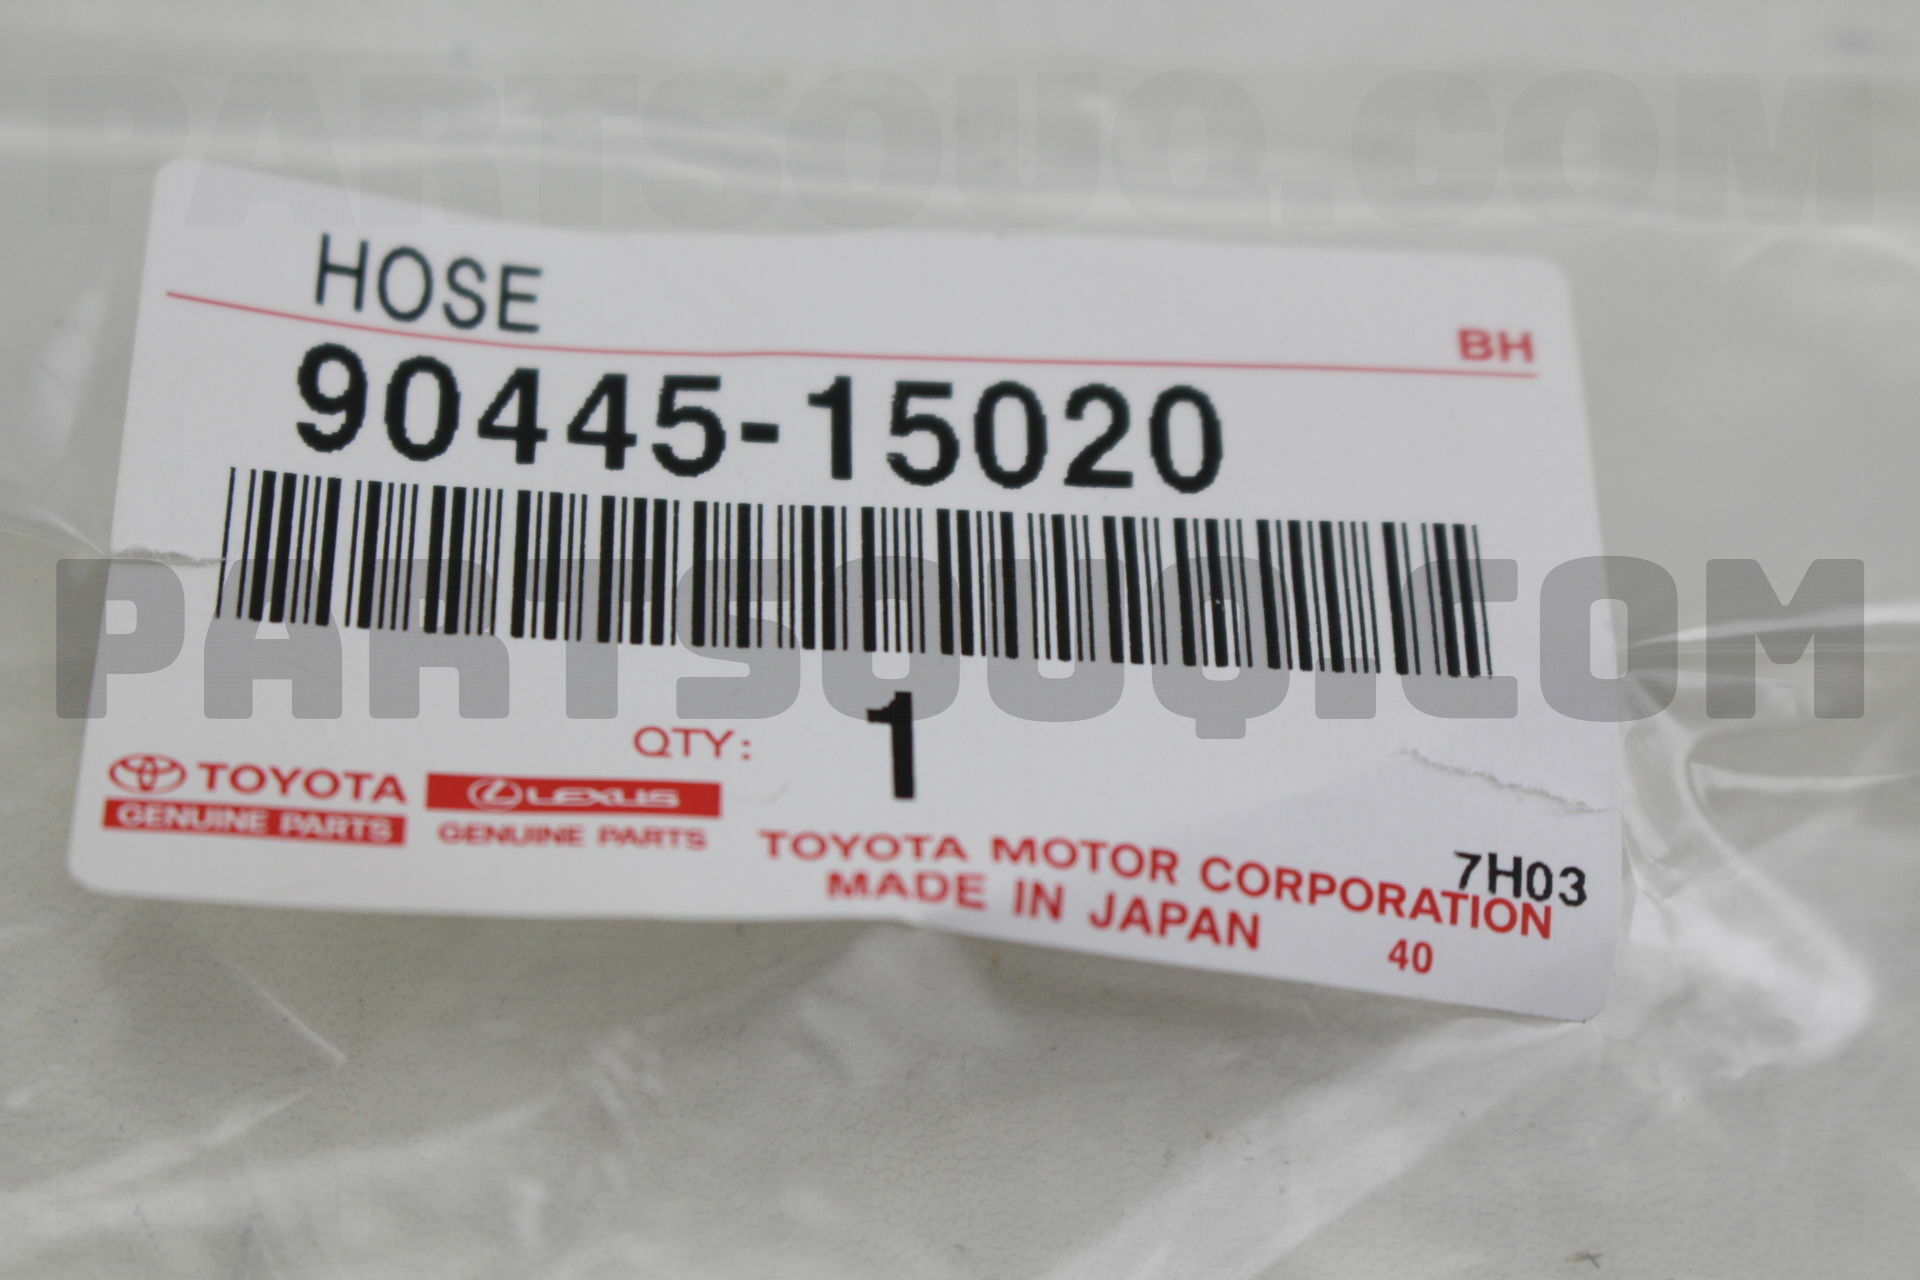 PARTSOUQ.COM
HOSE
BH
90445-15020
PARTSOUQ.COM
QTY: 1
TOYOTA
GENUINE PARTS
LEXUS
GENUINE PARTS
TOYOTA MOTOR CORPORATION
7H03
MADE IN JAPAN
40